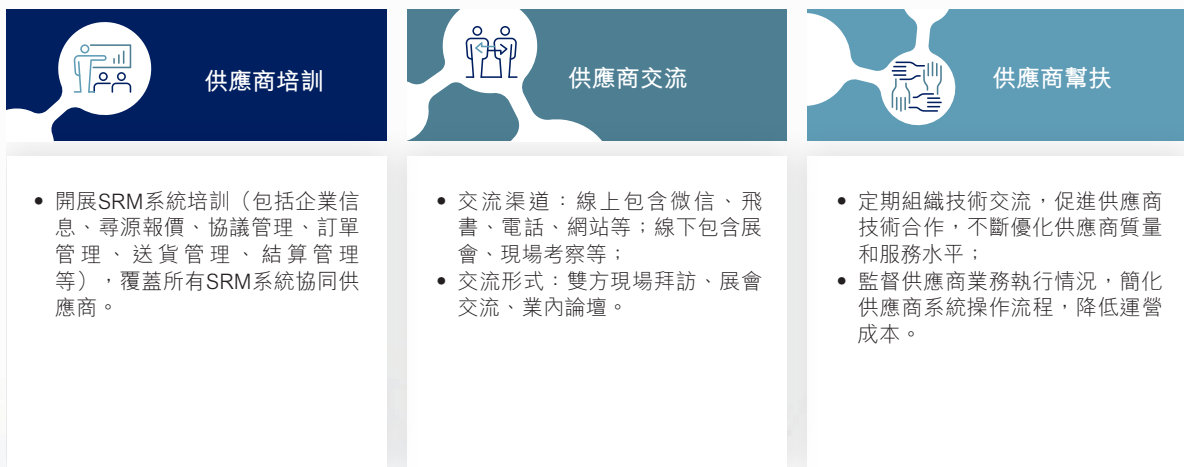 供應商培訓
• 開展SRM系統培訓（包括企業信
息、尋源報價、協議管理、訂單
管理、送貨管理、結算管理
等），覆蓋所有SRM系統協同供
應商。
供應商交流
• 交流渠道：線上包含微信、飛
書、電話、網站等；線下包含展
會、現場考察等；
• 交流形式：雙方現場拜訪、展會
交流、業內論壇。
供應商幫扶
• 定期組織技術交流，促進供應商
技術合作，不斷優化供應商質量
和服務水平；
• 監督供應商業務執行情況，簡化
供應商系統操作流程，降低運營
成本。